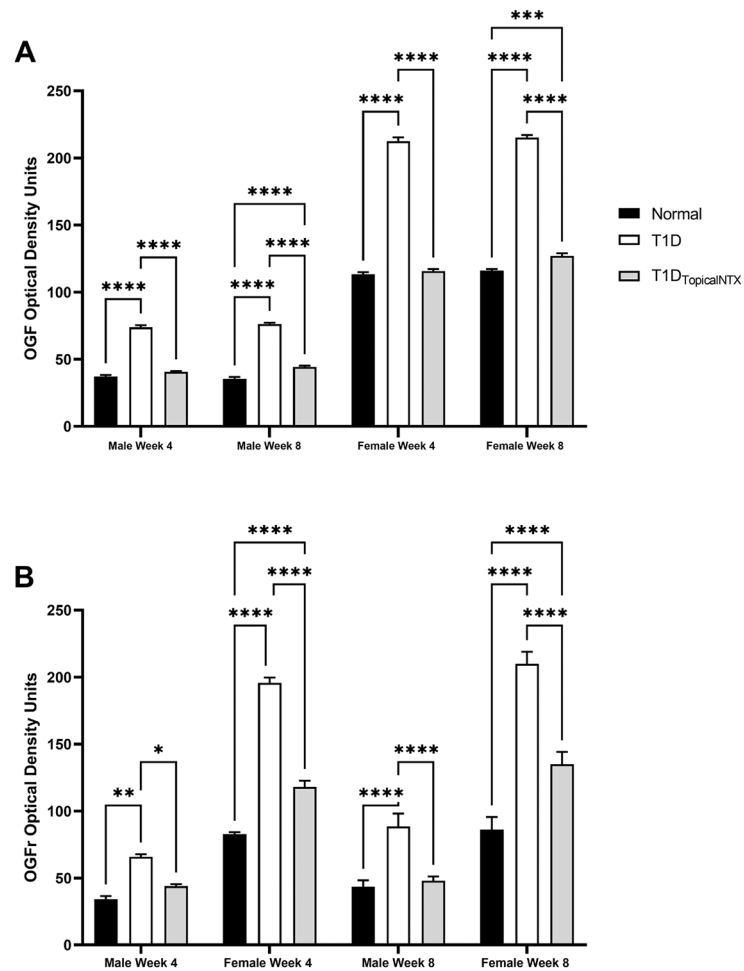 A
***
****
****
****
****
****
****
****
****
****
****
250
200
150
100
50
0
OGF Optical Density Units
Male Week 4
Male Week 8
Female Week 4
Female Week 8
Normal
T1D
T1DTopicalNTX
B
****
****
****
****
****
****
****
****
****
*
**
250
200
150
100
50
0
OGFr Optical Density Units
Male Week 4
Female Week 4
Male Week 8
Female Week 8